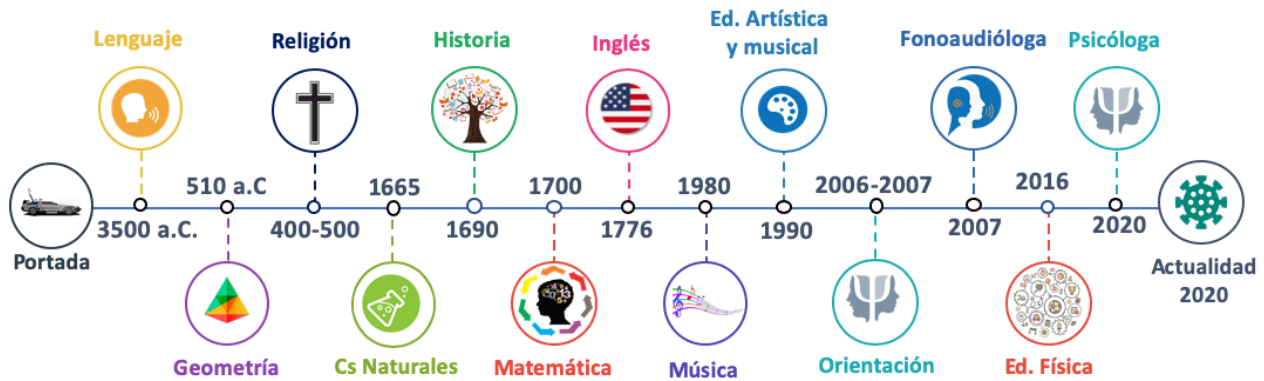 Lenguaje
Religión
Historia
Inglés
Ed. Artística
y musical
Fonoaudióloga
Psicóloga
510 a.C
1665
1700
1980
2006-2007
2016
3500 a.C.
400-500
1690
1776
1990
2007
2020
Portada
Actualidad
2020
Geometría
Cs Naturales
Matemática
Música
Orientación
Ed. Física